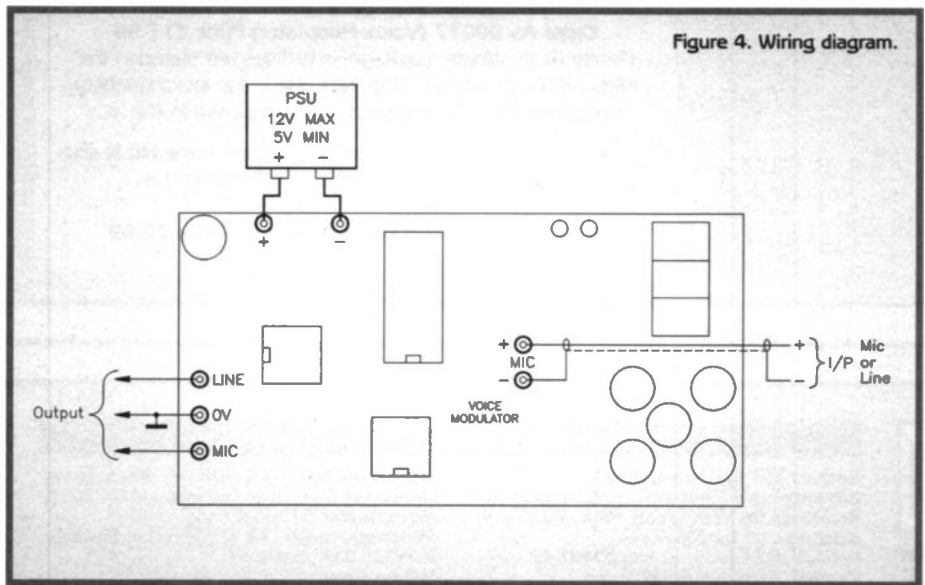 Figure 4. Wiring diagram.
PSU
12V MAX
5V MIN
+ −
+ −
+
MIC
−
+ Mic
I/P or
− Line
LINE
Output 0V
MIC
VOICE
MODULATOR